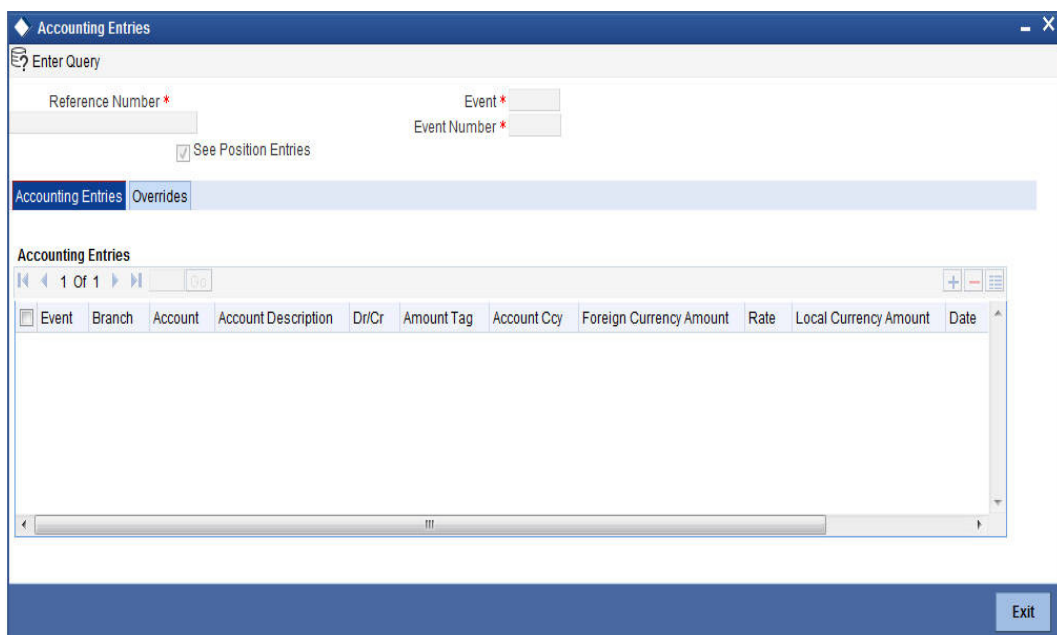 Accounting Entries
Enter Query
Reference Number *
Event *
Event Number *
See Position Entries
Accounting Entries Overrides
Accounting Entries
1 Of 1 Go
Event Branch Account Account Description Dr/Cr Amount Tag Account Ccy Foreign Currency Amount Rate Local Currency Amount Date
Exit